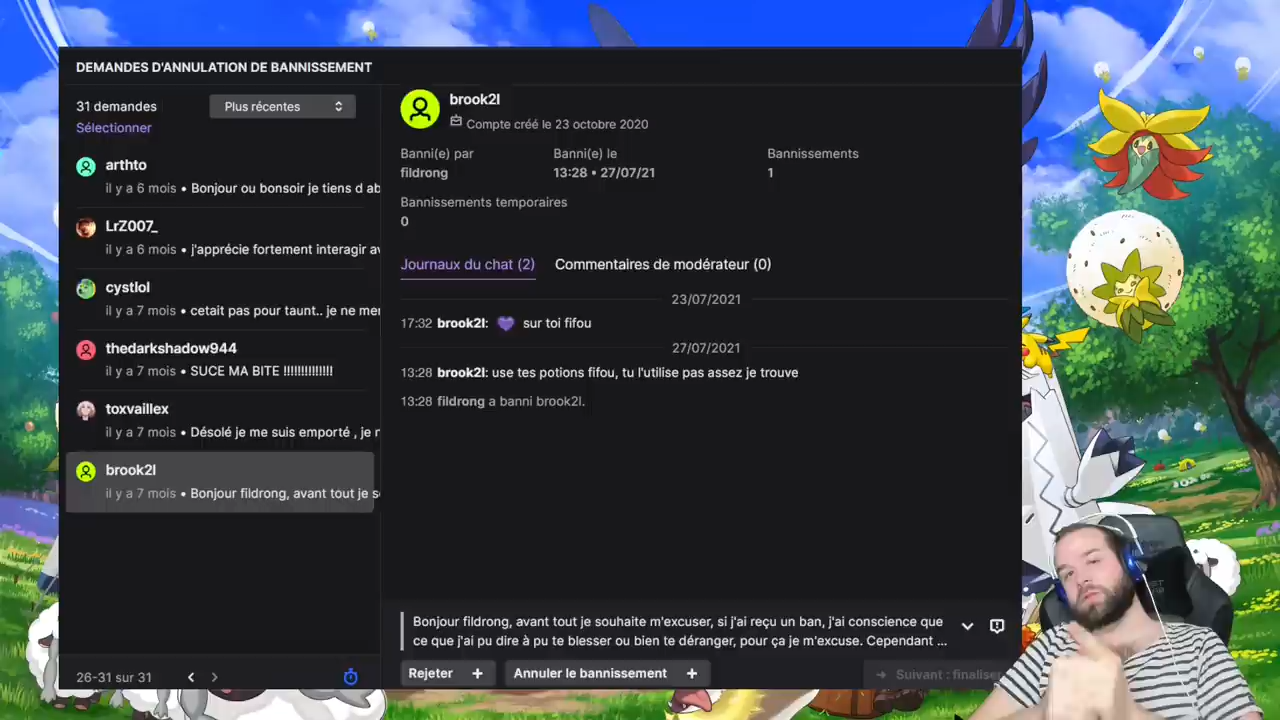 DEMANDES D'ANNULATION DE BANNISSEMENT
31 demandes
Plus récentes
Sélectionner
arthto
il y a 6 mois • Bonjour ou bonsoir je tiens d ab
LrZ007_
il y a 6 mois • j'apprécie fortement interagir av
cystlol
il y a 7 mois • cetait pas pour taunt.. je ne mer
thedarkshadow944
il y a 7 mois • SUCE MA BITE !!!!!!!!!!!!!
toxvaillex
il y a 7 mois • Désolé je me suis emporté , je n
brook2l
il y a 7 mois • Bonjour fildrong, avant tout je s
26-31 sur 31
brook2l
Compte créé le 23 octobre 2020
Banni(e) par
fildrong
Banni(e) le
13:28 • 27/07/21
Bannissements
1
Bannissements temporaires
0
Journaux du chat (2)
Commentaires de modérateur (0)
23/07/2021
17:32 brook2l: sur toi fifou
27/07/2021
13:28 brook2l: use tes potions fifou, tu l'utilise pas assez je trouve
13:28 fildrong a banni brook2l.
Bonjour fildrong, avant tout je souhaite m'excuser, si j'ai reçu un ban, j'ai conscience que
ce que j'ai pu dire à pu te blesser ou bien te déranger, pour ça je m'excuse. Cependant ...
Rejeter +
Annuler le bannissement +
→ Suivant : finalise